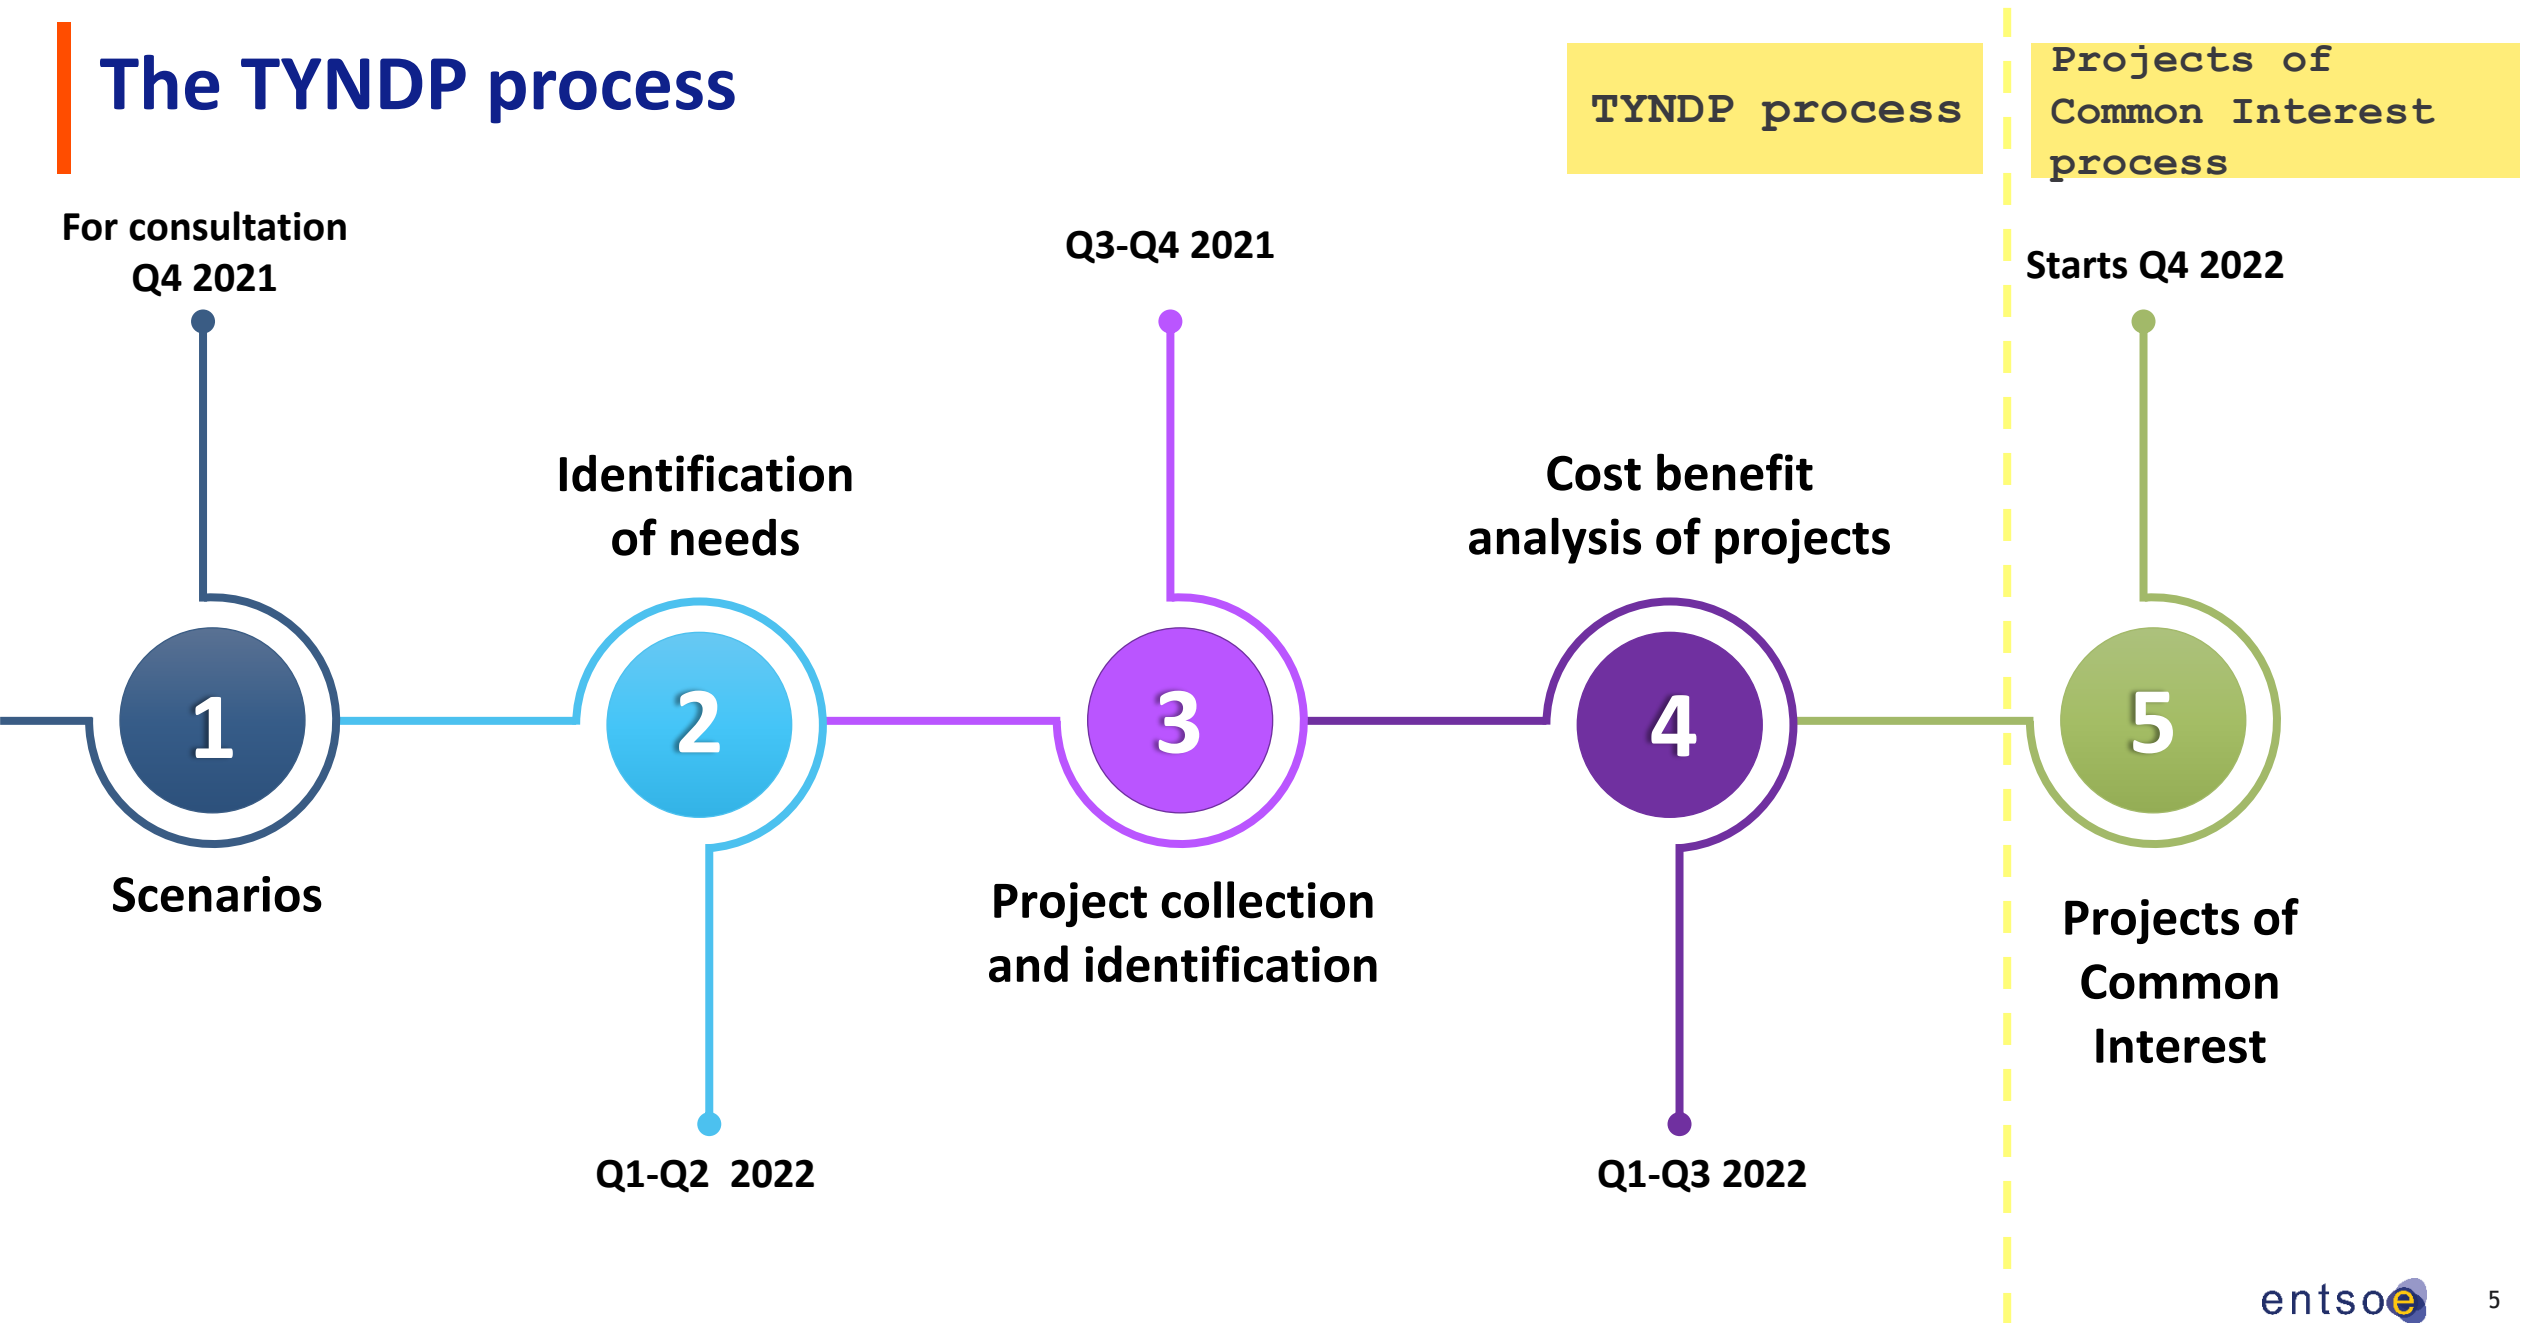 The TYNDP process
TYNDP process
Projects of
Common Interest
process
For consultation
Q4 2021
Q3-Q4 2021
Starts Q4 2022
Identification
of needs
Cost benefit
analysis of projects
1
2
3
4
5
Scenarios
Project collection
and identification
Projects of
Common
Interest
Q1-Q2  2022
Q1-Q3 2022
entsoe
5